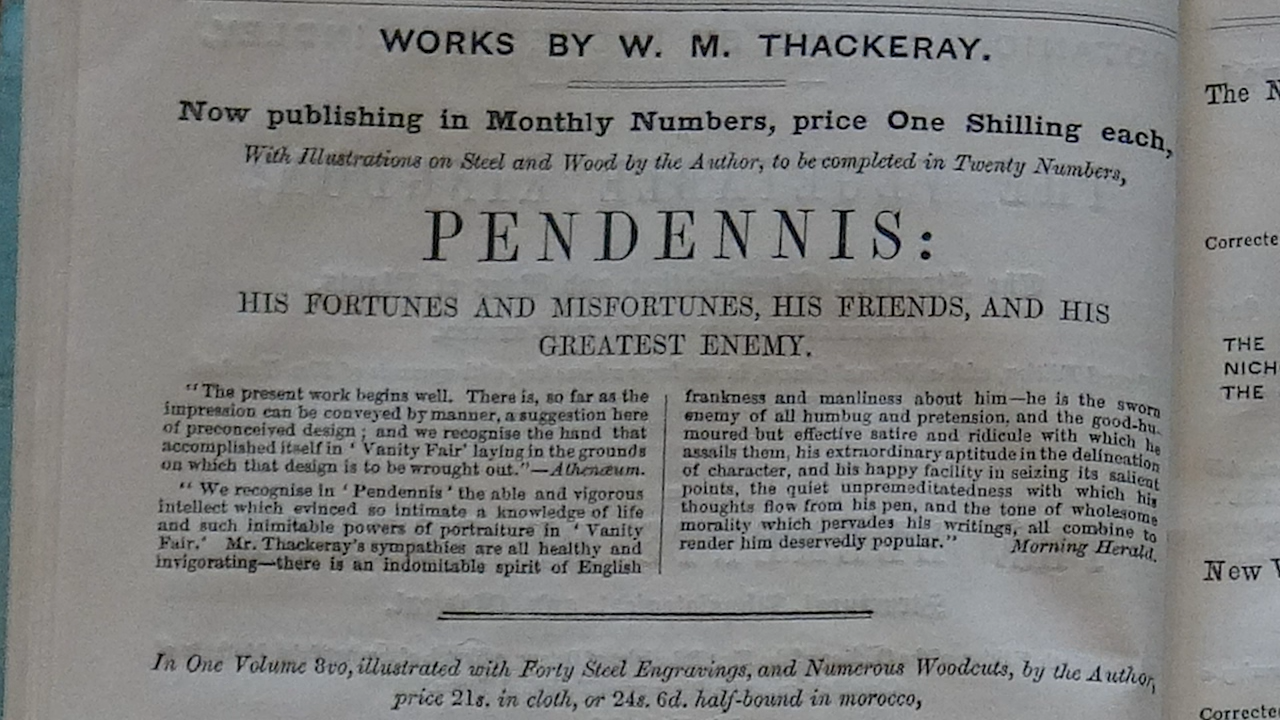 WORKS BY W. M. THACKERAY.
Now publishing in Monthly Numbers, price One Shilling each,
With Illustrations on Steel and Wood by the Author, to be completed in Twenty Numbers,
PENDENNIS:
HIS FORTUNES AND MISFORTUNES, HIS FRIENDS, AND HIS
GREATEST ENEMY.
"The present work begins well. There is, so far as the
impression can be conveyed by manner, a suggestion here
of preconceived design; and we recognise the hand that
accomplished itself in 'Vanity Fair' laying in the grounds
on which that design is to be wrought out."—Athenæum.
"We recognise in 'Pendennis' the able and vigorous
intellect which evinced so intimate a knowledge of life
and such inimitable powers of portraiture in 'Vanity
Fair.' Mr. Thackeray's sympathies are all healthy and
invigorating—there is an indomitable spirit of English
frankness and manliness about him—he is the sworn
enemy of all humbug and pretension, and the good-hu-
moured but effective satire and ridicule with which he
assails them, his extraordinary aptitude in the delineation
of character, and his happy facility in seizing its salient
points, the quiet unpremeditatedness with which his
thoughts flow from his pen, and the tone of wholesome
morality which pervades his writings, all combine to
render him deservedly popular." Morning Herald.
In One Volume 8vo, illustrated with Forty Steel Engravings, and Numerous Woodcuts, by the Author,
price 21s. in cloth, or 24s. 6d. half-bound in morocco,
The N
Correcte
THE
NICH
THE
New
Correcte